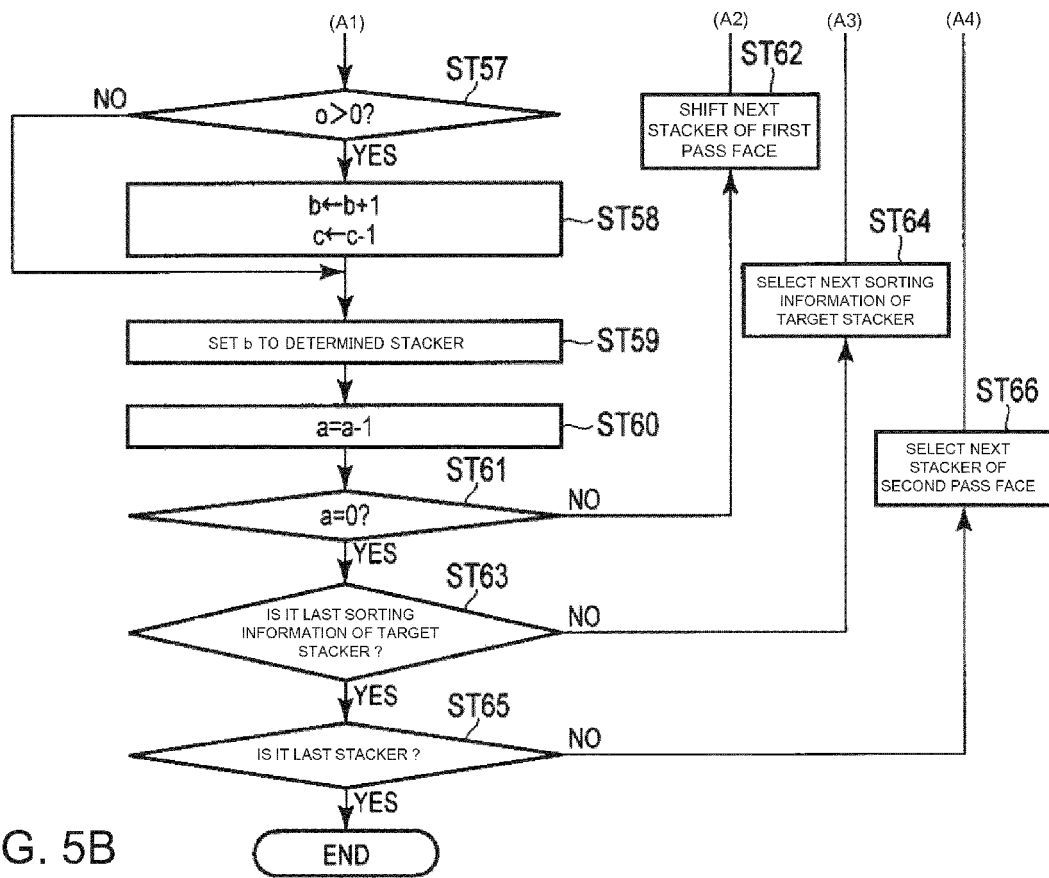 (A1)
(A2)
(A3)
(A4)
ST57
NO
o>0?
YES
ST62
SHIFT NEXT
STACKER OF FIRST
PASS FACE
b←b+1
c←c-1
ST58
ST64
SELECT NEXT SORTING
INFORMATION OF
TARGET STACKER
SET b TO DETERMINED STACKER
ST59
a=a-1
ST60
ST66
SELECT NEXT
STACKER OF
SECOND PASS FACE
ST61
a=0?
NO
YES
ST63
IS IT LAST SORTING
INFORMATION OF TARGET
STACKER ?
NO
YES
ST65
IS IT LAST STACKER ?
NO
YES
END
G. 5B